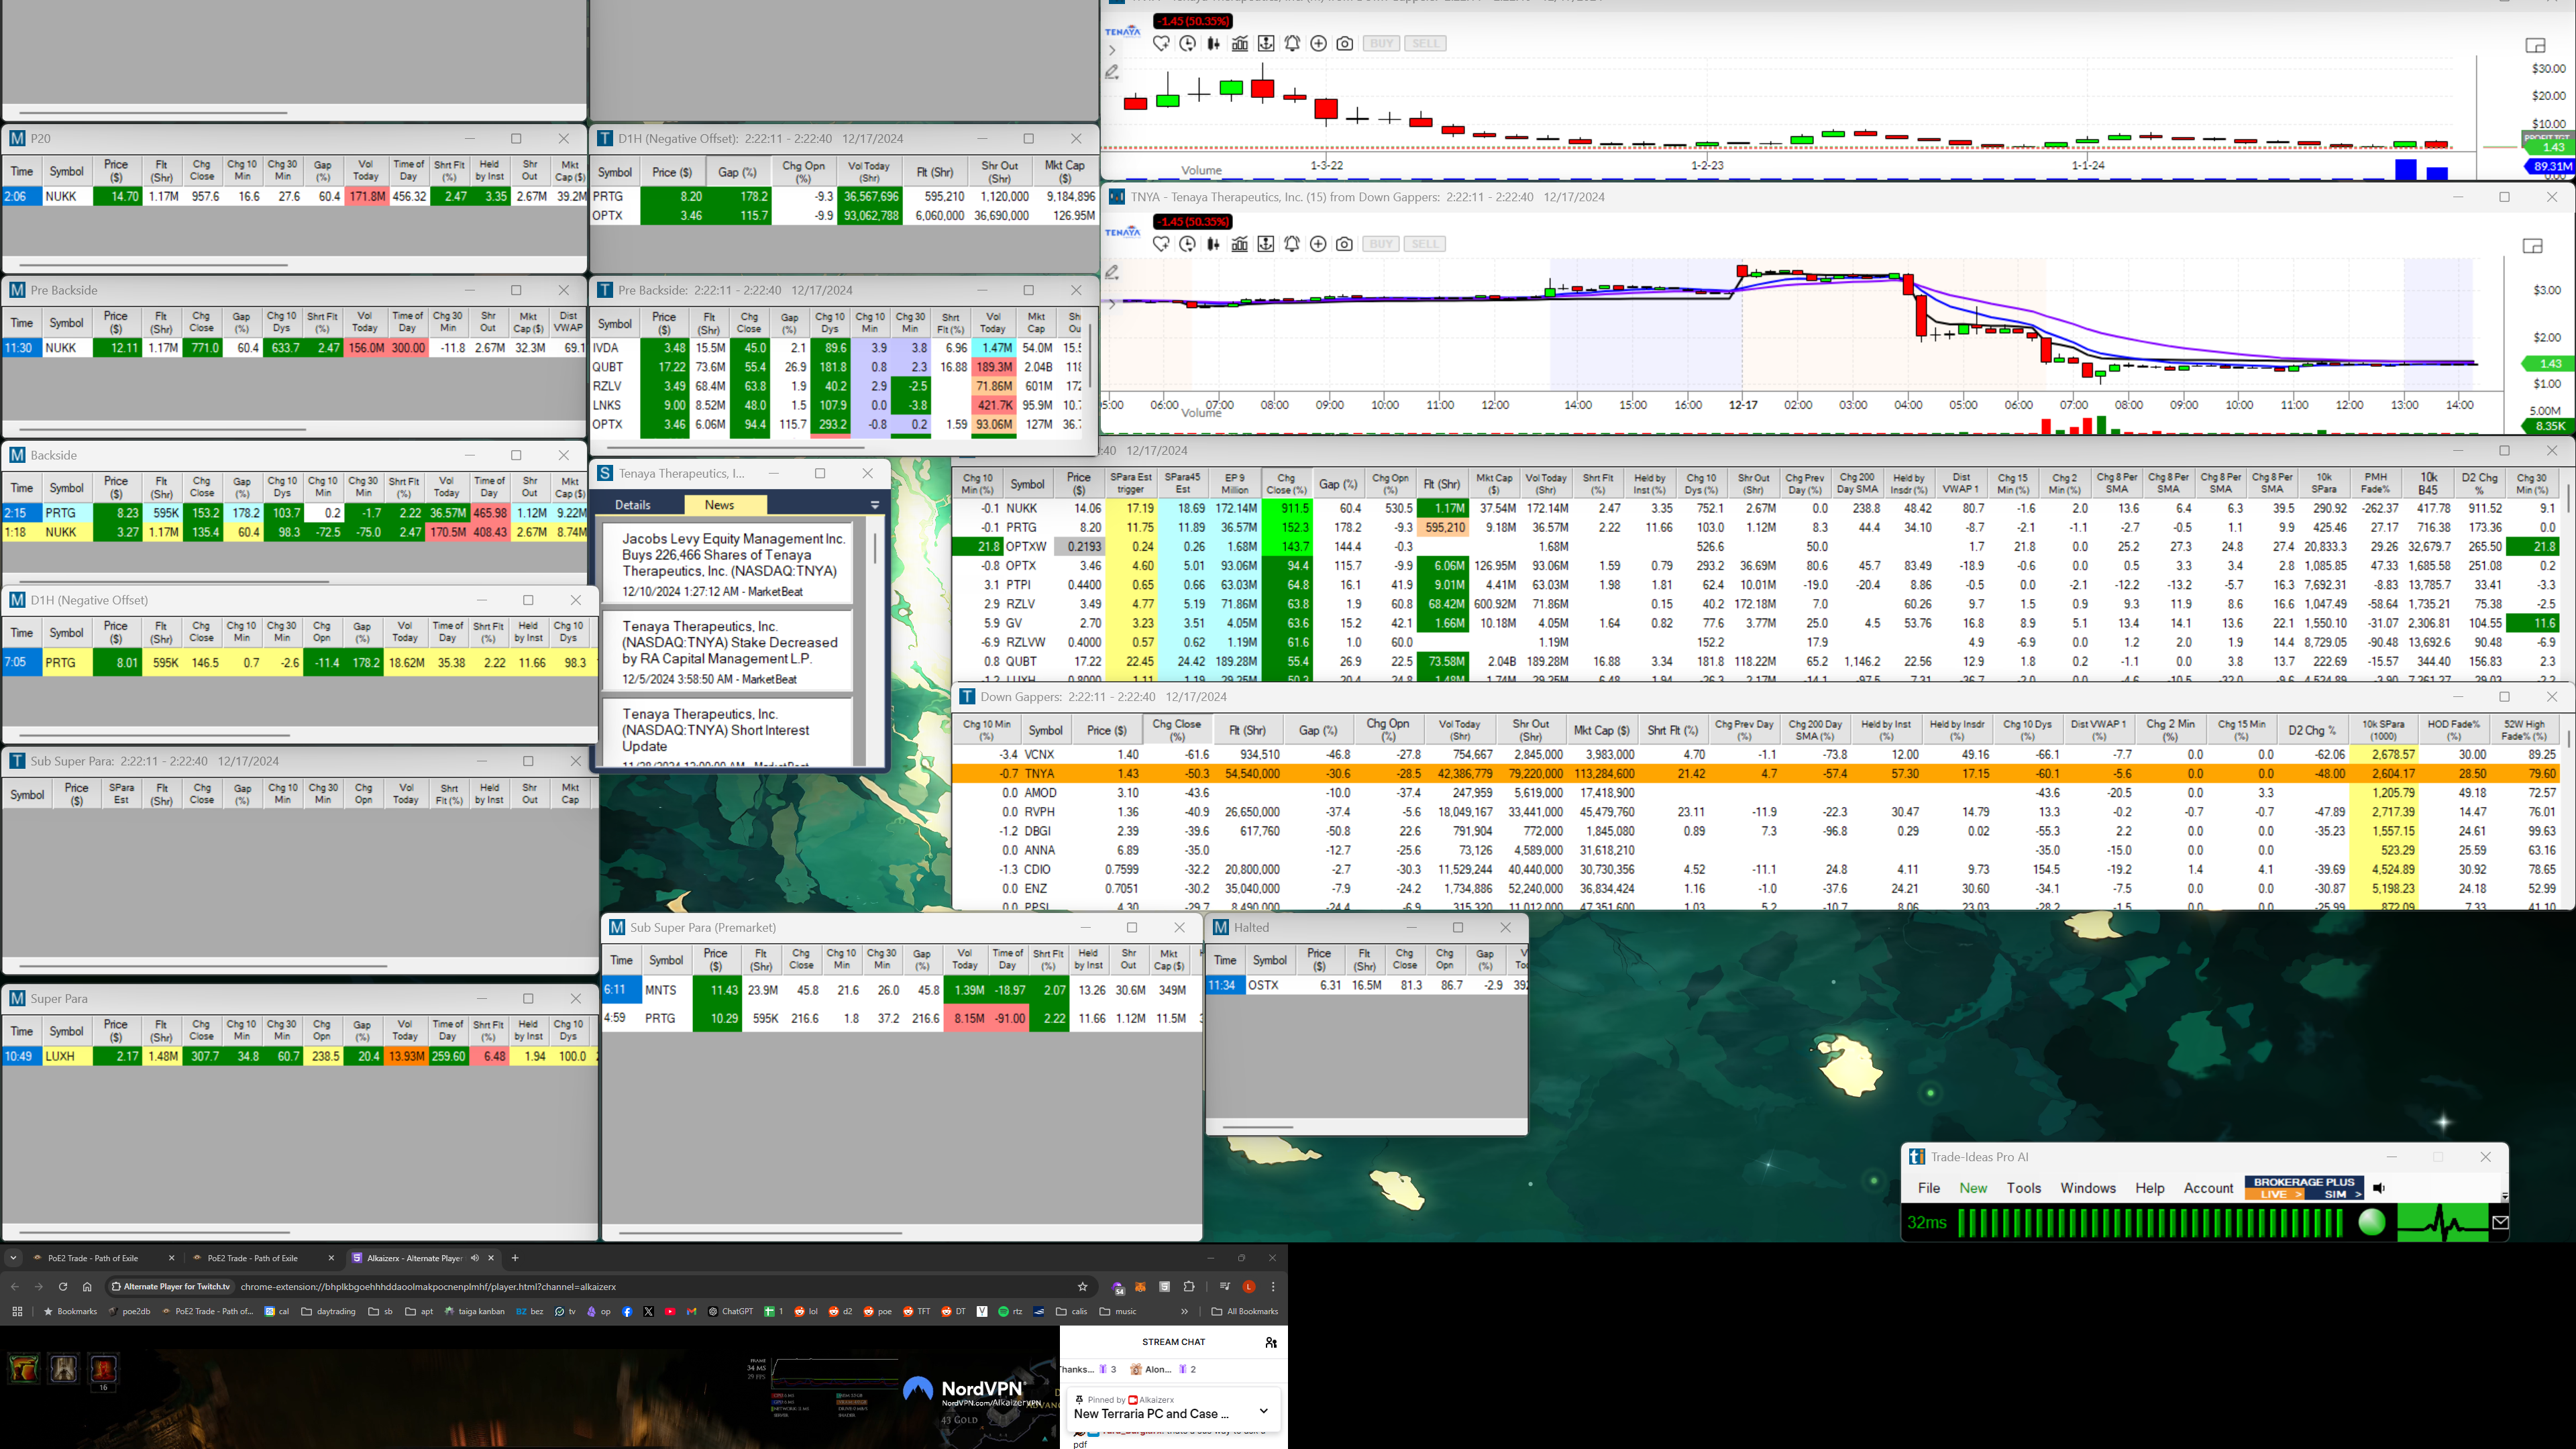 -1.45 (50.35%)
TENAYA
BUY
SELL
$30.00
$20.00
$10.00
1.43
89.31M
Volume
1-3-22
1-2-23
1-1-24
P20
Time Symbol Price ($) Flt (Shr) Chg Close Chg 10 Min Chg 30 Min Gap (%) Vol Today Time of Day Shrt Flt (%) Held by Inst Shr Out Mkt Cap ($)
2:06 NUKK 14.70 1.17M 957.6 16.6 27.6 60.4 171.8M 456.32 2.47 3.35 2.67M 39.2M
D1H (Negative Offset): 2:22:11 - 2:22:40 12/17/2024
Symbol Price ($) Gap (%) Chg Opn (%) Vol Today (Shr) Flt (Shr) Shr Out (Shr) Mkt Cap ($)
PRTG 8.20 178.2 -9.3 36,567,696 595,210 1,120,000 9,184,896
OPTX 3.46 115.7 -9.9 93,062,788 6,060,000 36,690,000 126.95M
TNYA - Tenaya Therapeutics, Inc. (15) from Down Gappers: 2:22:11 - 2:22:40 12/17/2024
-1.45 (50.35%)
TENAYA
BUY
SELL
$3.00
$2.00
1.43
$1.00
06:00 07:00 08:00 09:00 10:00 11:00 12:00 14:00 15:00 16:00 12-17 02:00 03:00 04:00 05:00 06:00 07:00 08:00 09:00 10:00 11:00 12:00 13:00 14:00
Volume
5.00M
8.35K
Pre Backside
Time Symbol Price ($) Flt (Shr) Chg Close Gap (%) Chg 10 Dys Shrt Flt (%) Vol Today Time of Day Chg 30 Min Shr Out Mkt Cap ($) Dist VWAP
11:30 NUKK 12.11 1.17M 771.0 60.4 633.7 2.47 156.0M 300.00 -11.8 2.67M 32.3M 69.1
Pre Backside: 2:22:11 - 2:22:40 12/17/2024
Symbol Price ($) Flt (Shr) Chg Close Gap (%) Chg 10 Dys Chg 10 Min Chg 30 Min Shrt Flt (%) Vol Today Mkt Cap
IVDA 3.48 15.5M 45.0 2.1 89.6 3.9 3.8 6.96 1.47M 54.0M
QUBT 17.22 73.6M 55.4 26.9 181.8 0.8 2.3 16.88 189.3M 2.04B
RZLV 3.49 68.4M 63.8 1.9 40.2 2.9 -2.5 71.86M 601M
LNKS 9.00 8.52M 48.0 1.5 107.9 0.0 -3.8 421.7K 95.9M
OPTX 3.46 6.06M 94.4 115.7 293.2 -0.8 0.2 1.59 93.06M 127M
Backside
Time Symbol Price ($) Flt (Shr) Chg Close Gap (%) Chg 10 Dys Chg 10 Min Chg 30 Min Shrt Flt (%) Vol Today Time of Day Shr Out Mkt Cap ($)
2:15 PRTG 8.23 595K 153.2 178.2 103.7 0.2 -1.7 2.22 36.57M 465.98 1.12M 9.22M
1:18 NUKK 3.27 1.17M 135.4 60.4 98.3 -72.5 -75.0 2.47 170.5M 408.43 2.67M 8.74M
Tenaya Therapeutics, I...
Details
News
Jacobs Levy Equity Management Inc.
Buys 226,466 Shares of Tenaya
Therapeutics, Inc. (NASDAQ:TNYA)
12/10/2024 1:27:12 AM - MarketBeat
Tenaya Therapeutics, Inc.
(NASDAQ:TNYA) Stake Decreased
by RA Capital Management L.P.
12/5/2024 3:58:50 AM - MarketBeat
Tenaya Therapeutics, Inc.
(NASDAQ:TNYA) Short Interest
Update
:40 12/17/2024
Chg 10 Min (%) Symbol Price ($) SPara Est trigger SPara45 Est EP 9 Million Chg Close (%) Gap (%) Chg Opn (%) Flt (Shr) Mkt Cap ($) Vol Today (Shr) Shrt Flt (%) Held by Inst (%) Chg 10 Dys (%) Shr Out (Shr) Chg Prev Day (%) Chg 200 Day SMA Held by Insdr (%) Dist VWAP 1 Chg 15 Min (%) Chg 2 Min (%) Chg 8 Per SMA Chg 8 Per SMA Chg 8 Per SMA Chg 8 Per SMA 10k SPara PMH Fade% 10k B45 D2 Chg % Chg 30 Min (%)
-0.1 NUKK 14.06 17.19 18.69 172.14M 911.5 60.4 530.5 1.17M 37.54M 172.14M 2.47 3.35 752.1 2.67M 0.0 238.8 48.42 80.7 -1.6 2.0 13.6 6.4 6.3 39.5 290.92 -262.37 417.78 911.52 9.1
-0.1 PRTG 8.20 11.75 11.89 36.57M 152.3 178.2 -9.3 595,210 9.18M 36.57M 2.22 11.66 103.0 1.12M 8.3 44.4 34.10 -8.7 -2.1 -1.1 -2.7 -0.5 1.1 9.9 425.46 27.17 716.38 173.36 0.0
21.8 OPTXW 0.2193 0.24 0.26 1.68M 143.7 144.4 -0.3 1.68M 526.6 50.0 1.7 21.8 0.0 25.2 27.3 24.8 27.4 20,833.3 29.26 32,679.7 265.50 21.8
-0.8 OPTX 3.46 4.60 5.01 93.06M 94.4 115.7 -9.9 6.06M 126.95M 93.06M 1.59 0.79 293.2 36.69M 80.6 45.7 83.49 -18.9 -0.6 0.0 0.5 3.3 3.4 2.8 1,085.85 47.33 1,685.58 251.08 0.2
3.1 PTPI 0.4400 0.65 0.66 63.03M 64.8 16.1 41.9 9.01M 4.41M 63.03M 1.98 1.81 62.4 10.01M -19.0 -20.4 8.86 -0.5 0.0 -2.1 -12.2 -13.2 -5.7 16.3 7,692.31 -8.83 13,785.7 33.41 -3.3
2.9 RZLV 3.49 4.77 5.19 71.86M 63.8 1.9 60.8 68.42M 600.92M 71.86M 0.15 40.2 172.18M 7.0 60.26 9.7 1.5 0.9 9.3 11.9 8.6 16.6 1,047.49 -58.64 1,735.21 75.38 -2.5
5.9 GV 2.70 3.23 3.51 4.05M 63.6 15.2 42.1 1.66M 10.18M 4.05M 1.64 0.82 77.6 3.77M 25.0 4.5 53.76 16.8 8.9 5.1 13.4 14.1 13.6 22.1 1,550.10 -31.07 2,306.81 104.55 11.6
-6.9 RZLVW 0.4000 0.57 0.62 1.19M 61.6 1.0 60.0 1.19M 152.2 17.9 4.9 -6.9 0.0 1.2 2.0 1.9 14.4 8,729.05 -90.48 13,692.6 90.48 -6.9
0.8 QUBT 17.22 22.45 24.42 189.28M 55.4 26.9 22.5 73.58M 2.04B 189.28M 16.88 3.34 181.8 118.22M 65.2 1,146.2 22.56 12.9 1.8 0.2 -1.1 0.0 3.8 13.7 222.69 -15.57 344.40 156.83 2.3
D1H (Negative Offset)
Time Symbol Price ($) Flt (Shr) Chg Close Chg 10 Min Chg 30 Min Chg Opn Gap (%) Vol Today Time of Day Shrt Flt (%) Held by Inst Chg 10 Dys
7:05 PRTG 8.01 595K 146.5 0.7 -2.6 -11.4 178.2 18.62M 35.38 2.22 11.66 98.3
Down Gappers: 2:22:11 - 2:22:40 12/17/2024
Chg 10 Min (%) Symbol Price ($) Chg Close (%) Flt (Shr) Gap (%) Chg Opn (%) Vol Today (Shr) Shr Out (Shr) Mkt Cap ($) Shrt Flt (%) Chg Prev Day (%) Chg 200 Day SMA (%) Held by Inst (%) Held by Insdr (%) Chg 10 Dys (%) Dist VWAP 1 (%) Chg 2 Min (%) Chg 15 Min (%) D2 Chg % 10k SPara (1000) HOD Fade% (%) 52W High Fade% (%)
-3.4 VCNX 1.40 -61.6 934,510 -46.8 -27.8 754,667 2,845,000 3,983,000 4.70 -1.1 -73.8 12.00 49.16 -66.1 -7.7 0.0 0.0 -62.06 2,678.57 30.00 89.25
-0.7 TNYA 1.43 -50.3 54,540,000 -30.6 -28.5 42,386,779 79,220,000 113,284,600 21.42 4.7 -57.4 57.30 17.15 -60.1 -5.6 0.0 0.0 -48.00 2,604.17 28.50 79.60
0.0 AMOD 3.10 -43.6 -10.0 -37.4 247,959 5,619,000 17,418,900 -43.6 -20.5 0.0 3.3 1,205.79 49.18 72.57
0.0 RVPH 1.36 -40.9 26,650,000 -37.4 -5.6 18,049,167 33,441,000 45,479,760 23.11 -11.9 -22.3 30.47 14.79 13.3 -0.2 -0.7 -0.7 -47.89 2,717.39 14.47 76.01
-1.2 DBGI 2.39 -39.6 617,760 -50.8 22.6 791,904 772,000 1,845,080 0.89 7.3 -96.8 0.29 0.02 -55.3 2.2 0.0 0.0 -35.23 1,557.15 24.61 99.63
0.0 ANNA 6.89 -35.0 -12.7 -25.6 73,126 4,589,000 31,618,210 -35.0 -15.0 0.0 0.0 523.29 25.59 63.16
-1.3 CDIO 0.7599 -32.2 20,800,000 -2.7 -30.3 11,529,244 40,440,000 30,730,356 4.52 -11.1 24.8 4.11 9.73 154.5 -19.2 1.4 4.1 -39.69 4,524.89 30.92 78.65
0.0 ENZ 0.7051 -30.2 35,040,000 -7.9 -24.2 1,734,886 52,240,000 36,834,424 1.16 -1.0 -37.6 24.21 30.60 -34.1 -7.5 0.0 0.0 -30.87 5,198.23 24.18 52.99
Sub Super Para: 2:22:11 - 2:22:40 12/17/2024
Symbol Price ($) SPara Est Flt (Shr) Chg Close Gap (%) Chg 10 Min Chg 30 Min Chg Opn Vol Today Shrt Flt (%) Held by Inst Shr Out Mkt Cap
Sub Super Para (Premarket)
Time Symbol Price ($) Flt (Shr) Chg Close Chg 10 Min Chg 30 Min Gap (%) Vol Today Time of Day Shrt Flt (%) Held by Inst Shr Out Mkt Cap ($)
6:11 MNTS 11.43 23.9M 45.8 21.6 26.0 45.8 1.39M -18.97 2.07 13.26 30.6M 349M
4:59 PRTG 10.29 595K 216.6 1.8 37.2 216.6 8.15M -91.00 2.22 11.66 1.12M 11.5M
Halted
Time Symbol Price ($) Flt (Shr) Chg Close Chg Opn Gap (%)
11:34 OSTX 6.31 16.5M 81.3 86.7 -2.9
Super Para
Time Symbol Price ($) Flt (Shr) Chg Close Chg 10 Min Chg 30 Min Chg Opn Gap (%) Vol Today Time of Day Shrt Flt (%) Held by Inst Chg 10 Dys
10:49 LUXH 2.17 1.48M 307.7 34.8 60.7 238.5 20.4 13.93M 259.60 6.48 1.94 100.0
Trade-Ideas Pro AI
File New Tools Windows Help Account
BROKERAGE PLUS
LIVE > SIM >
32ms
PoE2 Trade - Path of Exile
PoE2 Trade - Path of Exile
Alkaizerx - Alternate Player
Alternate Player for Twitch.tv
chrome-extension://bhplkbgoehhhddaoolmakpocnenplmhf/player.html?channel=alkaizerx
Bookmarks poe2db PoE2 Trade - Path of... cal daytrading sb apt taiga kanban bez tv op ChatGPT 1 lol d2 poe TFT DT rtz calis music All Bookmarks
16
FRAME
34 MS
29 FPS
NordVPN
NordVPN.com/Alkaizer
43 GOLD
STREAM CHAT
hanks... 3 Alon... 2
Pinned by Alkaizerx
New Terraria PC and Case ...
pdf